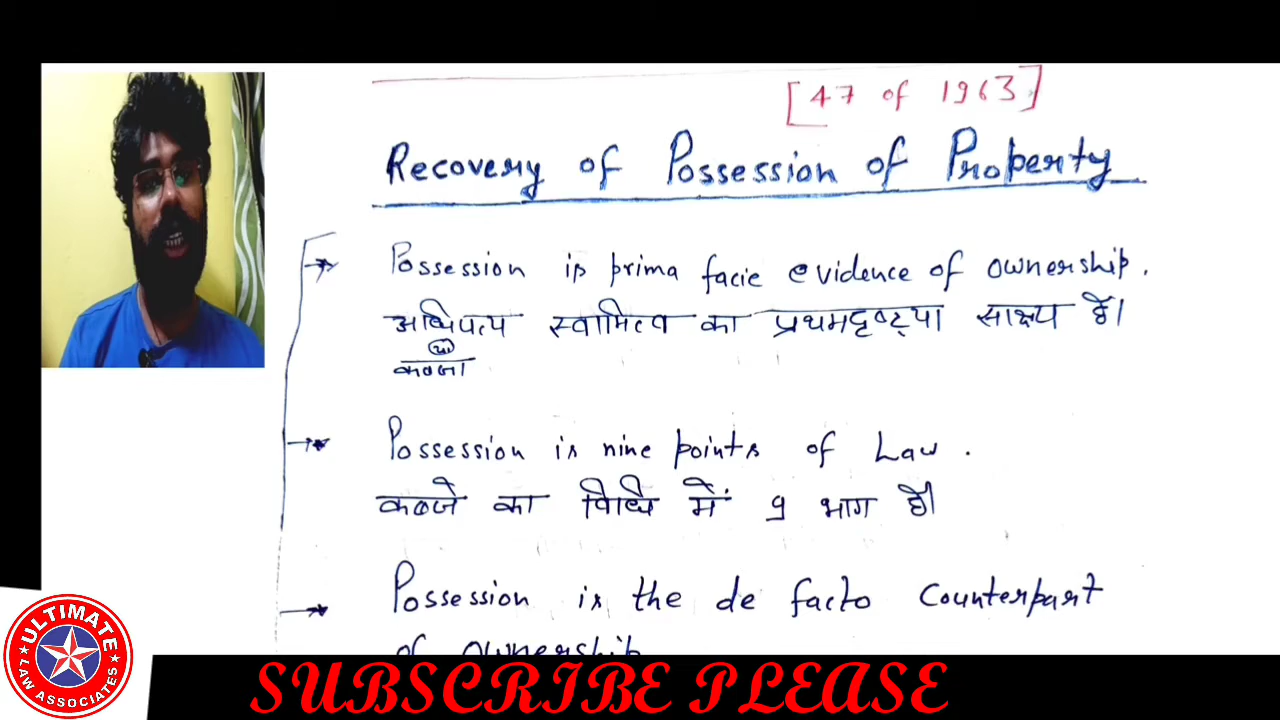 [47 of 1963]
Recovery of Possession of Property
Possession is prima facie evidence of ownership.
अधिपत्य स्वामित्व का प्रथमदृष्ट्या साक्ष्य है।
या
कब्जा
Possession is nine points of Law.
कब्जे का विधि में 9 भाग है।
Possession is the de facto counterpart
of ownership
ULTIMATE
LAW ASSOCIATES
SUBSCRIBE PLEASE